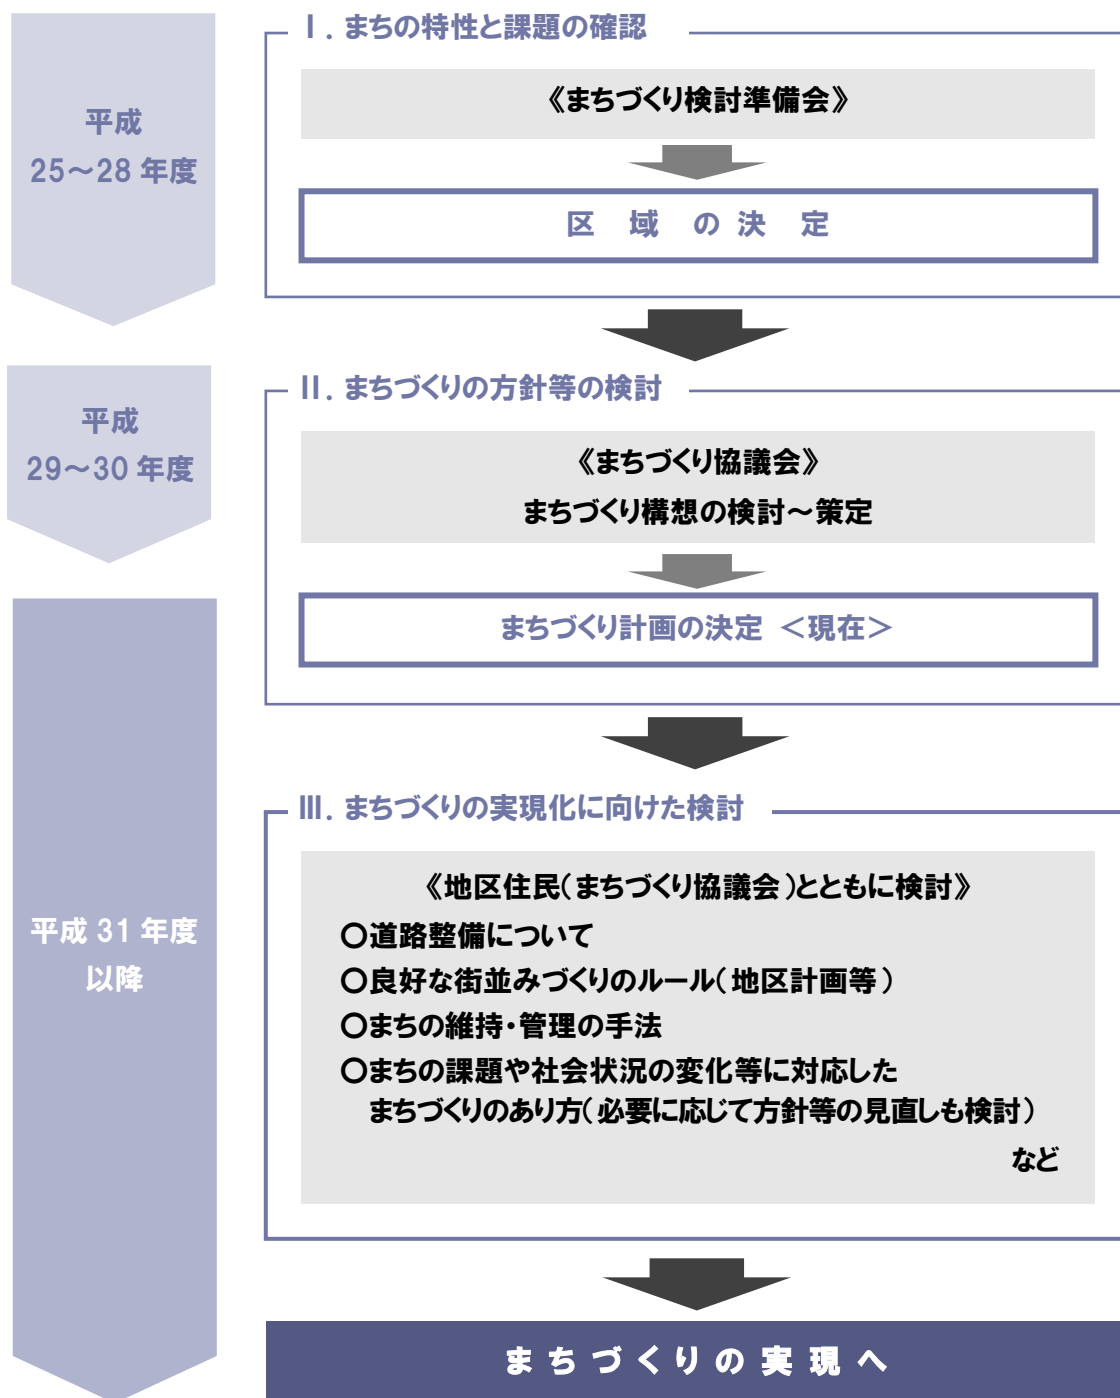 平成
25～28 年度
Ⅰ．まちの特性と課題の確認
《まちづくり検討準備会》
区 域 の 決 定
平成
29～30 年度
Ⅱ．まちづくりの方針等の検討
《まちづくり協議会》
まちづくり構想の検討～策定
まちづくり計画の決定 ＜現在＞
平成 31 年度
以降
Ⅲ．まちづくりの実現化に向けた検討
《地区住民（まちづくり協議会）とともに検討》
○道路整備について
○良好な街並みづくりのルール（地区計画等）
○まちの維持・管理の手法
○まちの課題や社会状況の変化等に対応した
まちづくりのあり方（必要に応じて方針等の見直しも検討）
など
まちづくりの実現へ